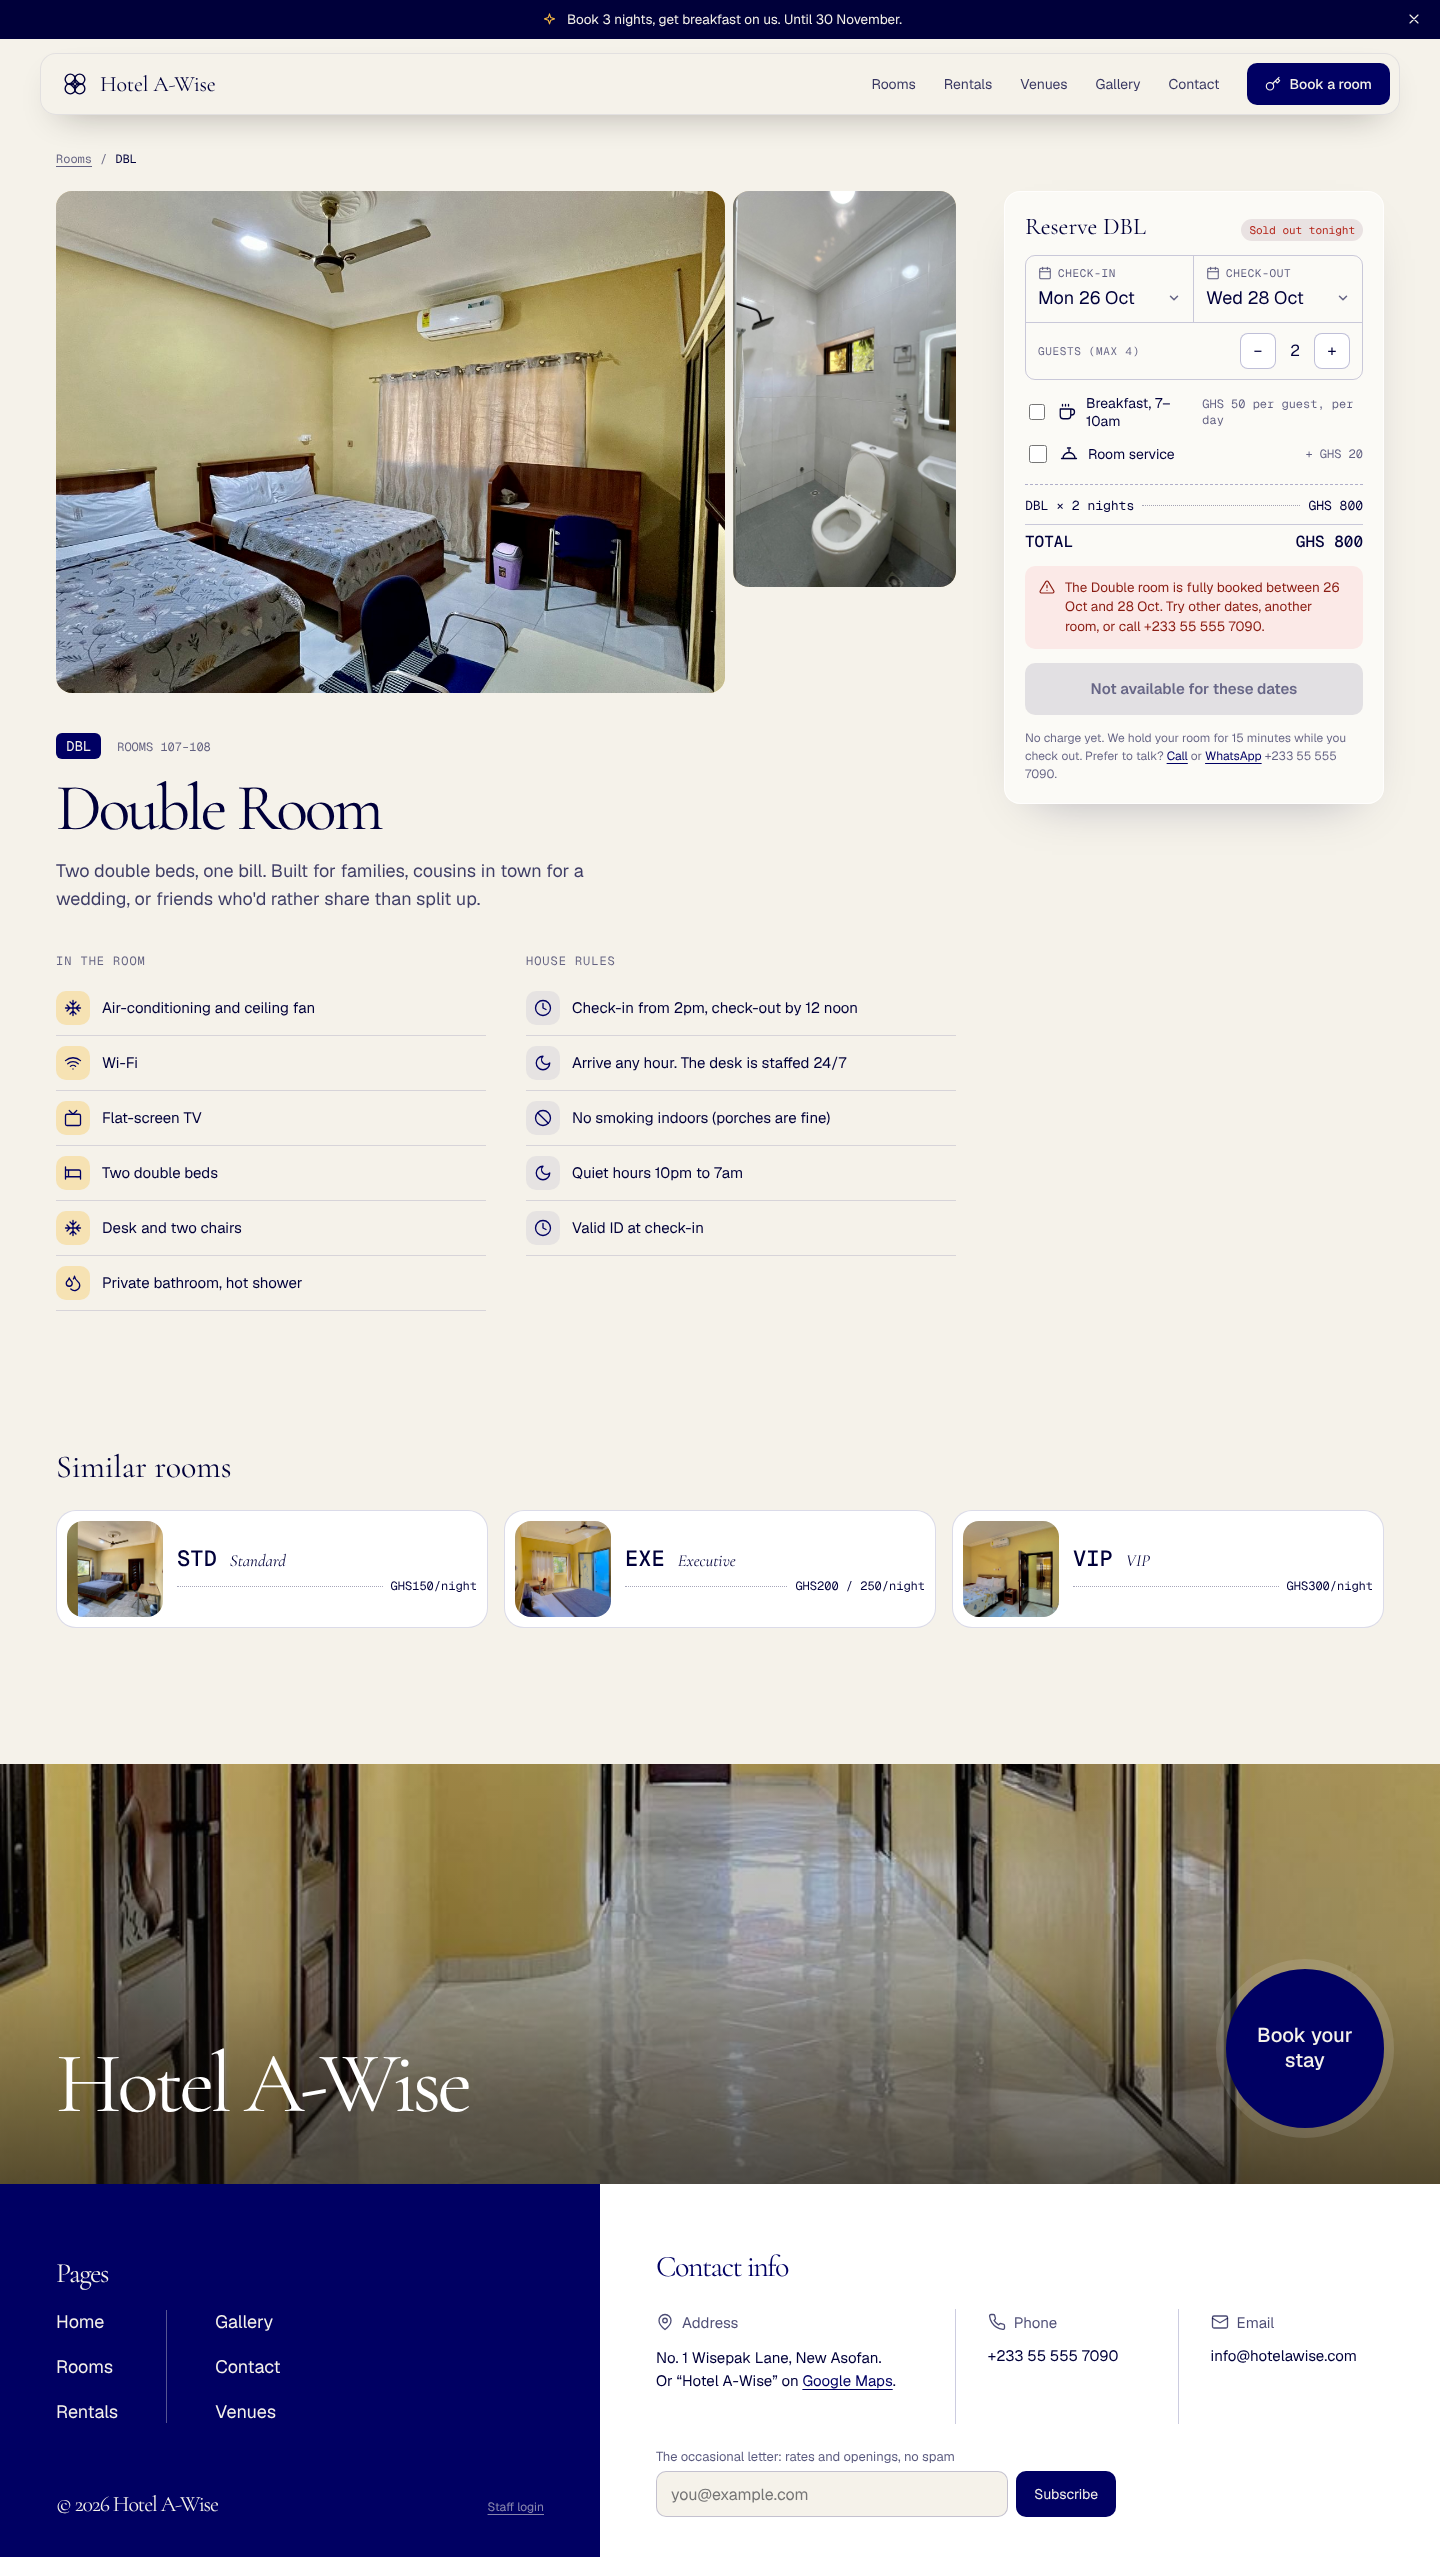 Book 3 nights, get breakfast on us. Until 30 November.
Hotel A-Wise
Rooms
Rentals
Venues
Gallery
Contact
Book a room
Rooms / DBL
Reserve DBL
Sold out tonight
CHECK-IN
Mon 26 Oct
CHECK-OUT
Wed 28 Oct
GUESTS (MAX 4)
− 2 +
Breakfast, 7–
10am
GHS 50 per guest, per
day
Room service
+ GHS 20
DBL × 2 nights GHS 800
TOTAL GHS 800
The Double room is fully booked between 26
Oct and 28 Oct. Try other dates, another
room, or call +233 55 555 7090.
Not available for these dates
No charge yet. We hold your room for 15 minutes while you
check out. Prefer to talk? Call or WhatsApp +233 55 555
7090.
DBL
ROOMS 107–108
Double Room
Two double beds, one bill. Built for families, cousins in town for a
wedding, or friends who'd rather share than split up.
IN THE ROOM
Air-conditioning and ceiling fan
Wi-Fi
Flat-screen TV
Two double beds
Desk and two chairs
Private bathroom, hot shower
HOUSE RULES
Check-in from 2pm, check-out by 12 noon
Arrive any hour. The desk is staffed 24/7
No smoking indoors (porches are fine)
Quiet hours 10pm to 7am
Valid ID at check-in
Similar rooms
STD Standard
GHS150/night
EXE Executive
GHS200 / 250/night
VIP VIP
GHS300/night
Hotel A-Wise
Book your
stay
Pages
Home
Rooms
Rentals
Gallery
Contact
Venues
© 2026 Hotel A-Wise
Staff login
Contact info
Address
No. 1 Wisepak Lane, New Asofan.
Or “Hotel A-Wise” on Google Maps.
Phone
+233 55 555 7090
Email
info@hotelawise.com
The occasional letter: rates and openings, no spam
you@example.com
Subscribe